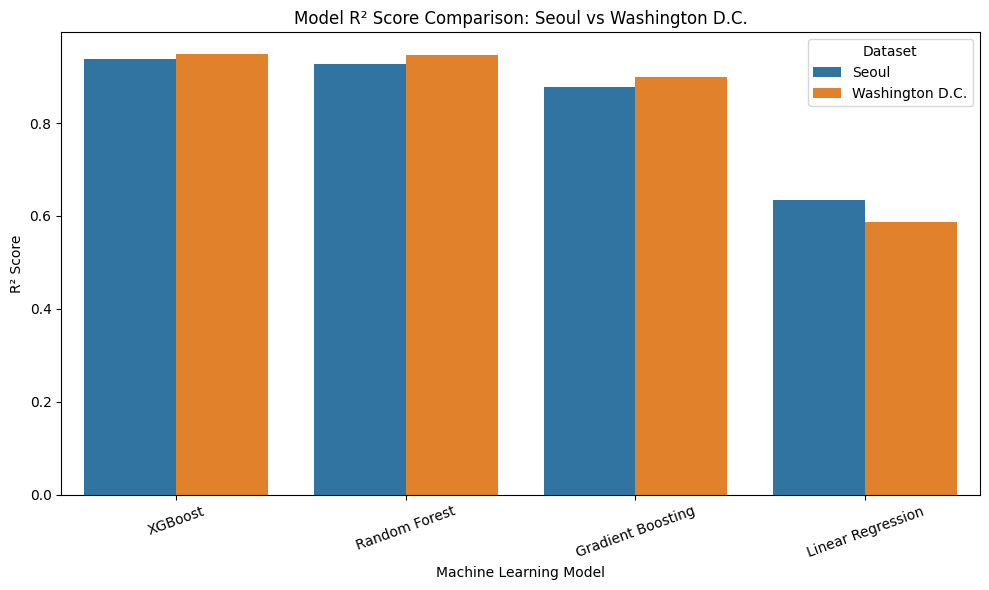 Model R² Score Comparison: Seoul vs Washington D.C.
Dataset
Seoul
Washington D.C.
R² Score
0.8
0.6
0.4
0.2
0.0
XGBoost
Random Forest
Gradient Boosting
Linear Regression
Machine Learning Model